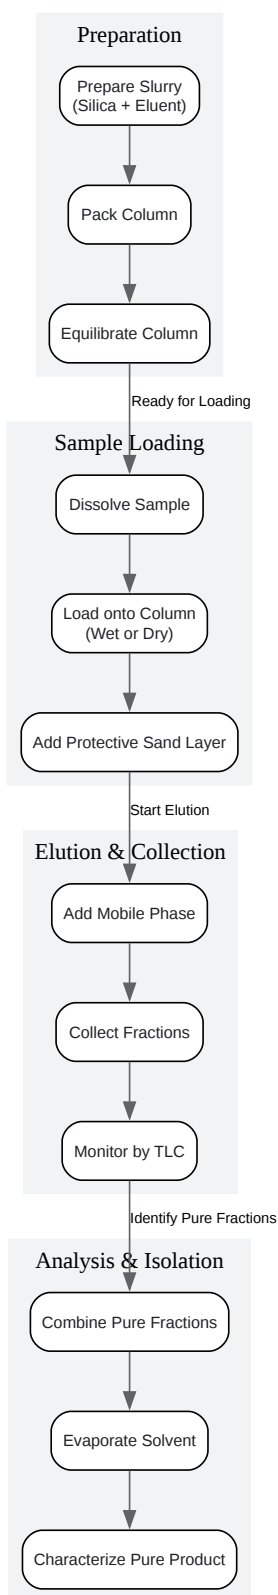 Preparation
Prepare Slurry
(Silica + Eluent)
Pack Column
Equilibrate Column
Ready for Loading
Sample Loading
Dissolve Sample
Load onto Column
(Wet or Dry)
Add Protective Sand Layer
Start Elution
Elution & Collection
Add Mobile Phase
Collect Fractions
Monitor by TLC
Identify Pure Fractions
Analysis & Isolation
Combine Pure Fractions
Evaporate Solvent
Characterize Pure Product